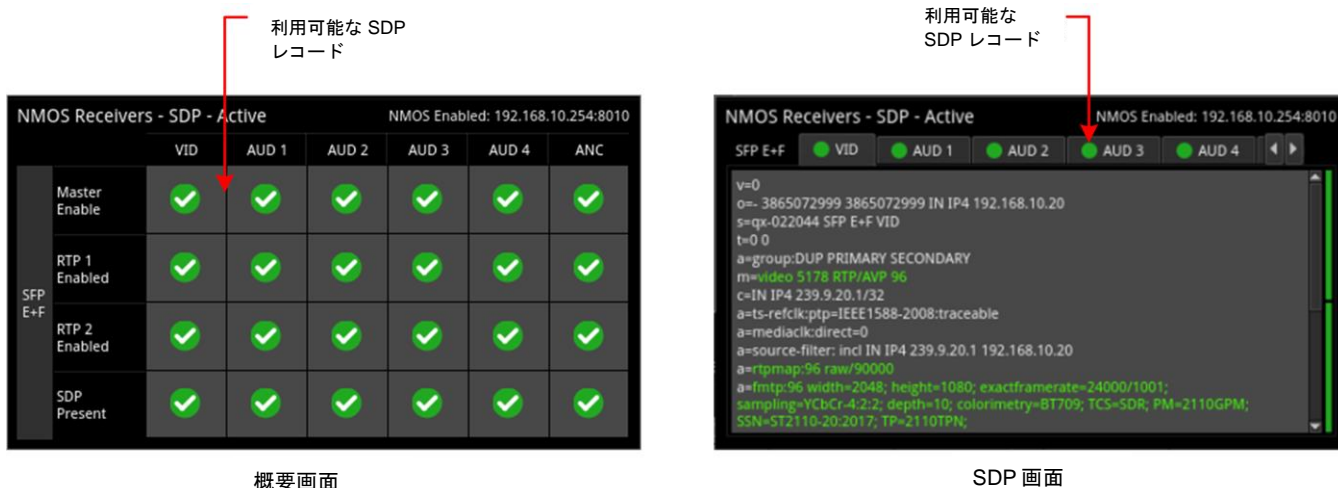 利用可能な SDP
レコード
利用可能な
SDP レコード
NMOS Receivers - SDP - Active
NMOS Enabled: 192.168.10.254:8010
VID AUD 1 AUD 2 AUD 3 AUD 4 ANC
SFP
E+F
Master
Enable
RTP 1
Enabled
RTP 2
Enabled
SDP
Present
概要画面
NMOS Receivers - SDP - Active
NMOS Enabled: 192.168.10.254:8010
SFP E+F VID AUD 1 AUD 2 AUD 3 AUD 4
v=0
o=- 3865072999 3865072999 IN IP4 192.168.10.20
s=qx-022044 SFP E+F VID
t=0 0
a=group:DUP PRIMARY SECONDARY
m=video 5178 RTP/AVP 96
c=IN IP4 239.9.20.1/32
a=ts-refclk:ptp=IEEE1588-2008:traceable
a=mediaclk:direct=0
a=source-filter: incl IN IP4 239.9.20.1 192.168.10.20
a=rtpmap:96 raw/90000
a=fmtp:96 width=2048; height=1080; exactframerate=24000/1001;
sampling=YCbCr-4:2:2; depth=10; colorimetry=BT709; TCS=SDR; PM=2110GPM;
SSN=ST2110-20:2017; TP=2110TPN;
SDP 画面